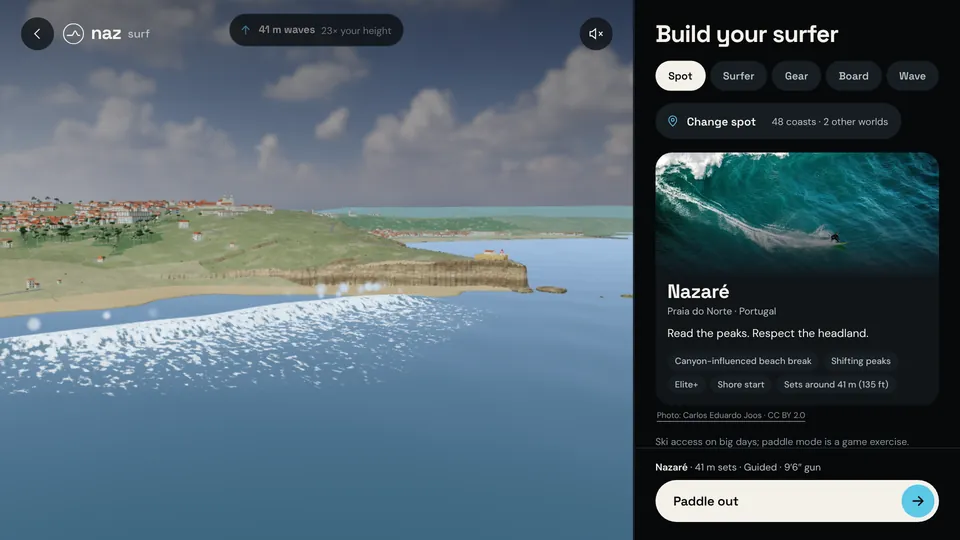 naz surf
41 m waves 23× your height
Build your surfer
Spot Surfer Gear Board Wave
Change spot 48 coasts · 2 other worlds
Nazaré
Praia do Norte · Portugal
Read the peaks. Respect the headland.
Canyon-influenced beach break Shifting peaks
Elite+ Shore start Sets around 41 m (135 ft)
Photo: Carlos Eduardo Joos · CC BY 2.0
Ski access on big days; paddle mode is a game exercise.
Nazaré · 41 m sets · Guided · 9'6" gun
Paddle out